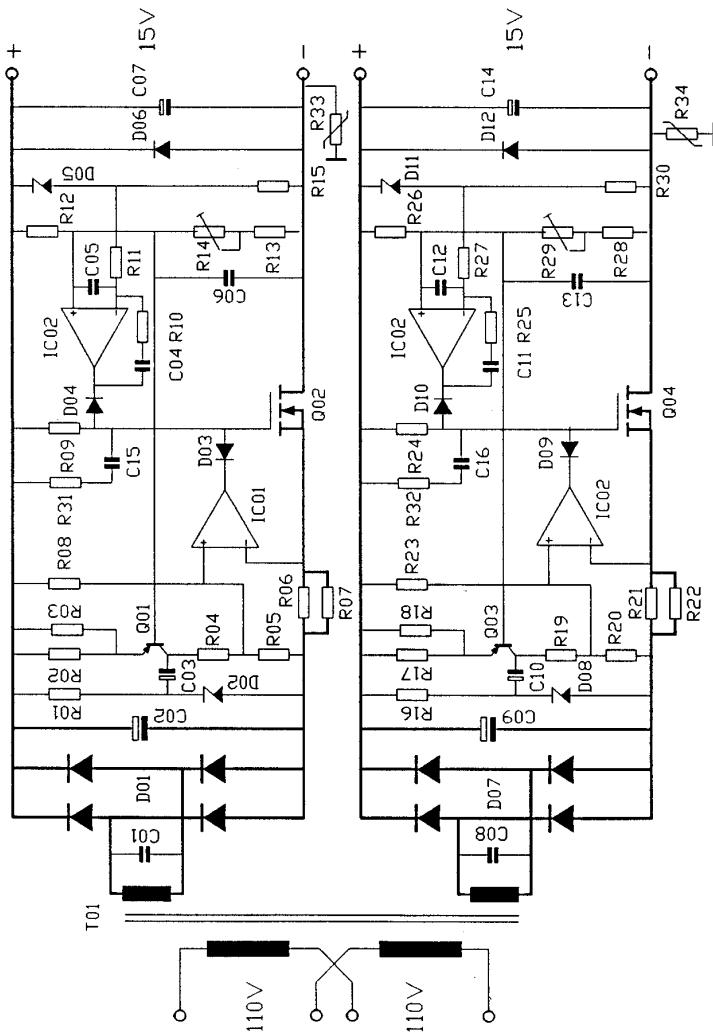 +
15V
-
+
15V
-
C07
D06
R33
D05
R15
R12
C05
R11
R14
R13
C06
IC02
R10
C04
D04
Q02
R09
C15
D03
R31
IC01
R08
R03
Q01
R06
R07
R02
R04
R05
C03
R01
D02
C02
D01
C01
T01
C14
D12
R34
D11
R30
R26
C12
R27
R29
R28
C13
IC02
R25
C11
D10
Q04
R24
C16
D09
R32
IC02
R23
R18
Q03
R21
R22
R17
R19
R20
C10
R16
D08
C09
D07
C08
110V
110V